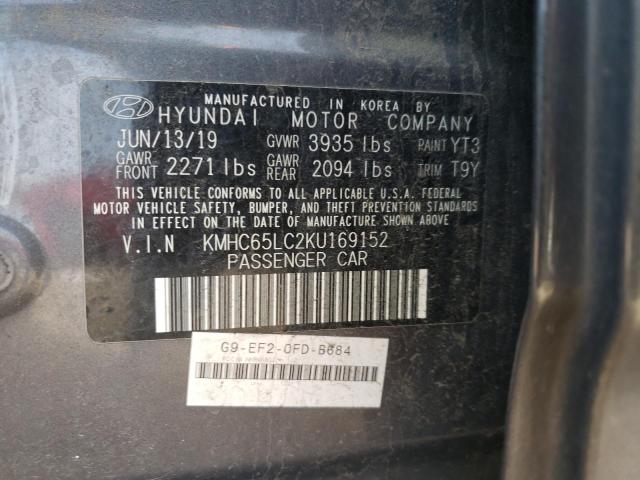 MANUFACTURED IN KOREA BY
HYUNDAI MOTOR COMPANY
JUN/13/19 GVWR 3935 lbs PAINT YT3
GAWR FRONT 2271 lbs GAWR REAR 2094 lbs TRIM T9Y
THIS VEHICLE CONFORMS TO ALL APPLICABLE U.S.A. FEDERAL
MOTOR VEHICLE SAFETY, BUMPER, AND THEFT PREVENTION STANDARDS
IN EFFECT ON THE DATE OF MANUFACTURE SHOWN ABOVE.
V.I.N KMHC65LC2KU169152
PASSENGER CAR
G9-EF2-0FD-B684